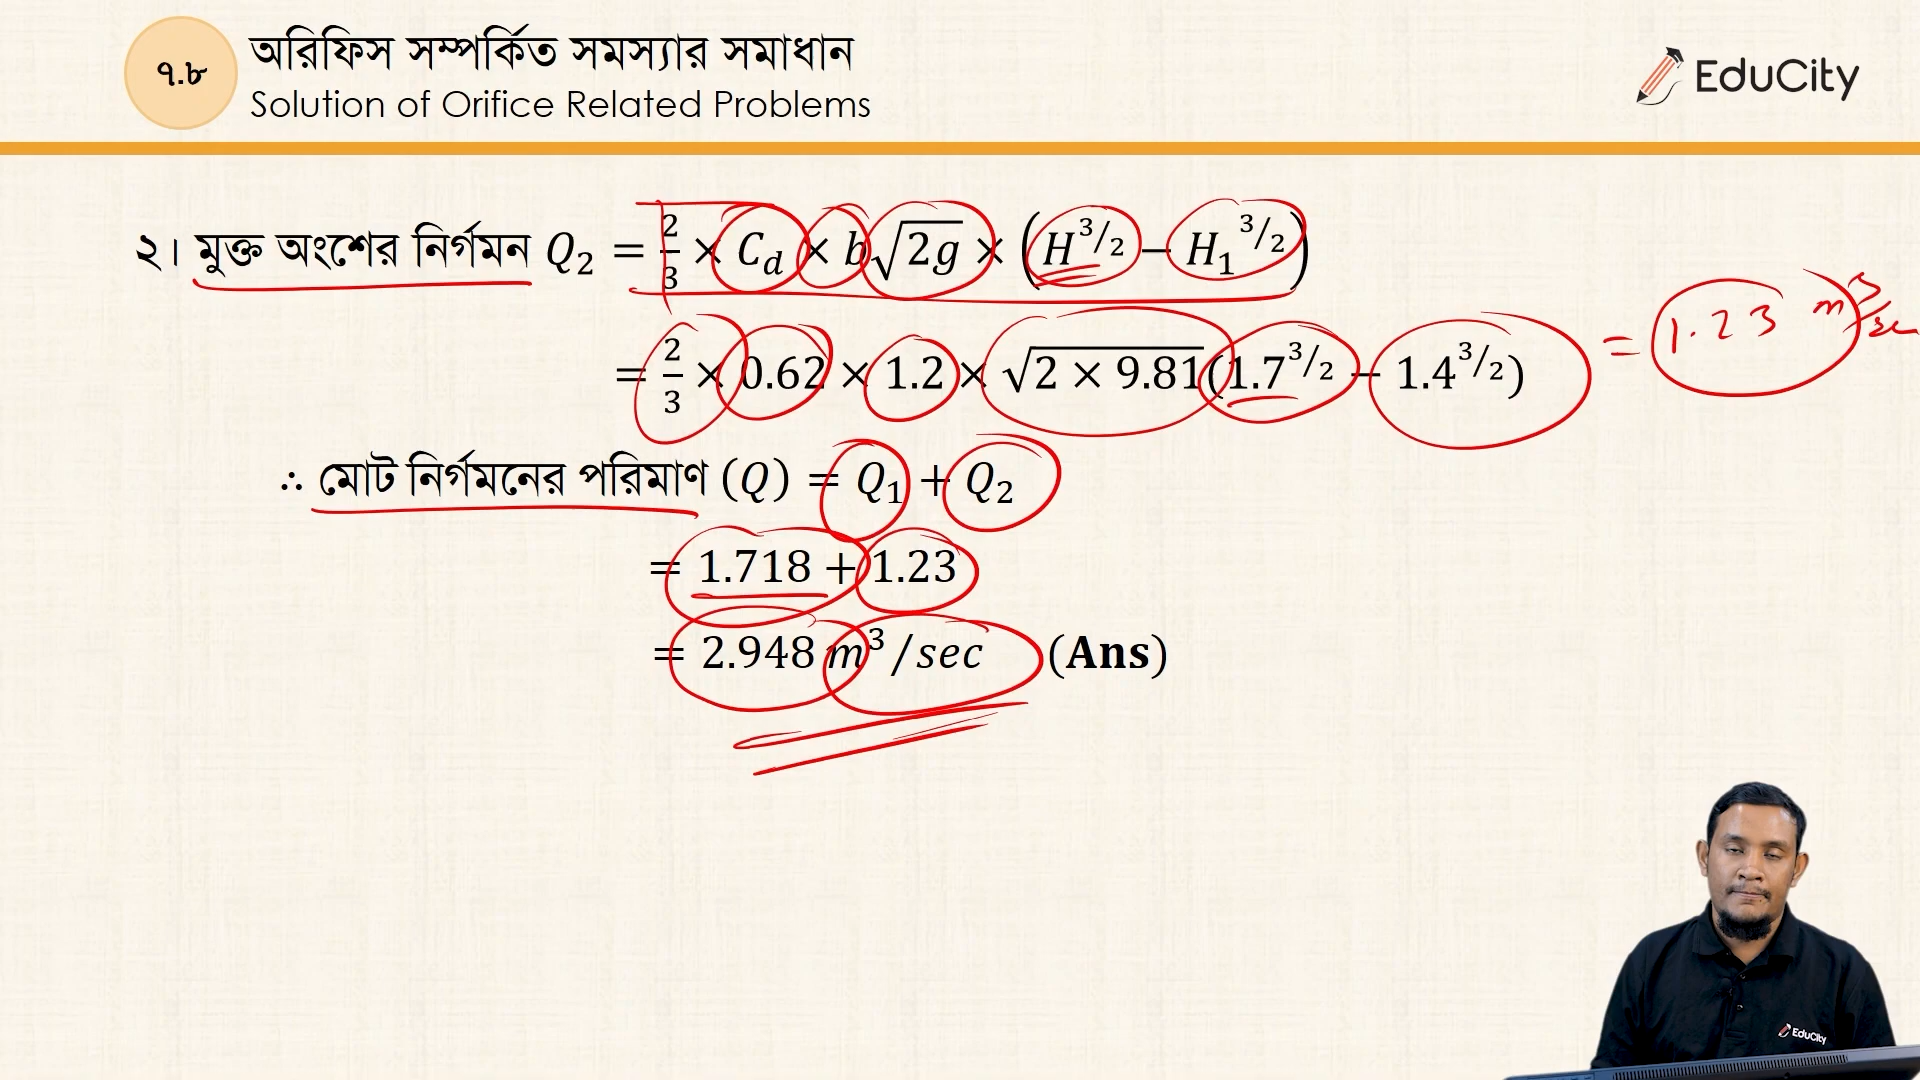 ৭.৮
অরিফিস সম্পর্কিত সমস্যার সমাধান
Solution of Orifice Related Problems
EduCity
২। মুক্ত অংশের নির্গমন Q₂ = 2/3 × C_d × b√2g × (H^3/2 − H₁^3/2)
= 2/3 × 0.62 × 1.2 × √2 × 9.81(1.7^3/2 − 1.4^3/2) = 1.23 m³/sec
∴ মোট নির্গমনের পরিমাণ (Q) = Q₁ + Q₂
= 1.718 + 1.23
= 2.948 m³/sec (Ans)
EduCity